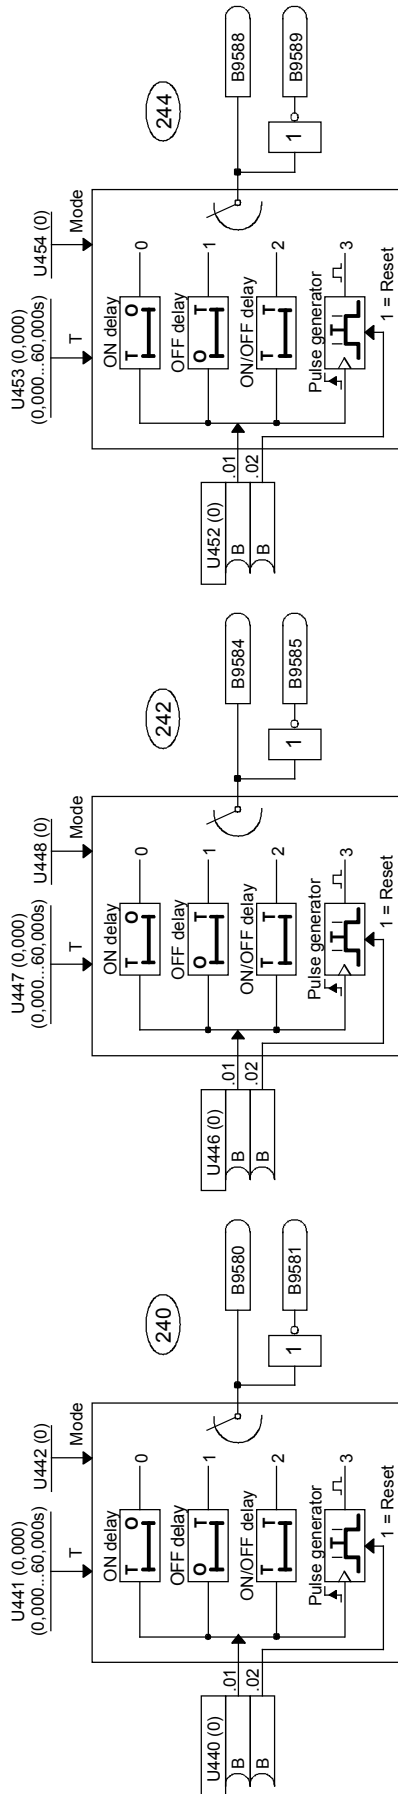 U440 (0)
B
B
.01
.02
U441 (0,000)
(0,000...60,000s)
T
U442 (0)
Mode
ON delay
T O
0
OFF delay
O T
1
ON/OFF delay
T T
2
Pulse generator
T
3
1 = Reset
240
1
B9580
B9581
U446 (0)
B
B
.01
.02
U447 (0,000)
(0,000...60,000s)
T
U448 (0)
Mode
ON delay
T O
0
OFF delay
O T
1
ON/OFF delay
T T
2
Pulse generator
T
3
1 = Reset
242
1
B9584
B9585
U452 (0)
B
B
.01
.02
U453 (0,000)
(0,000...60,000s)
T
U454 (0)
Mode
ON delay
T O
0
OFF delay
O T
1
ON/OFF delay
T T
2
Pulse generator
T
3
1 = Reset
244
1
B9588
B9589